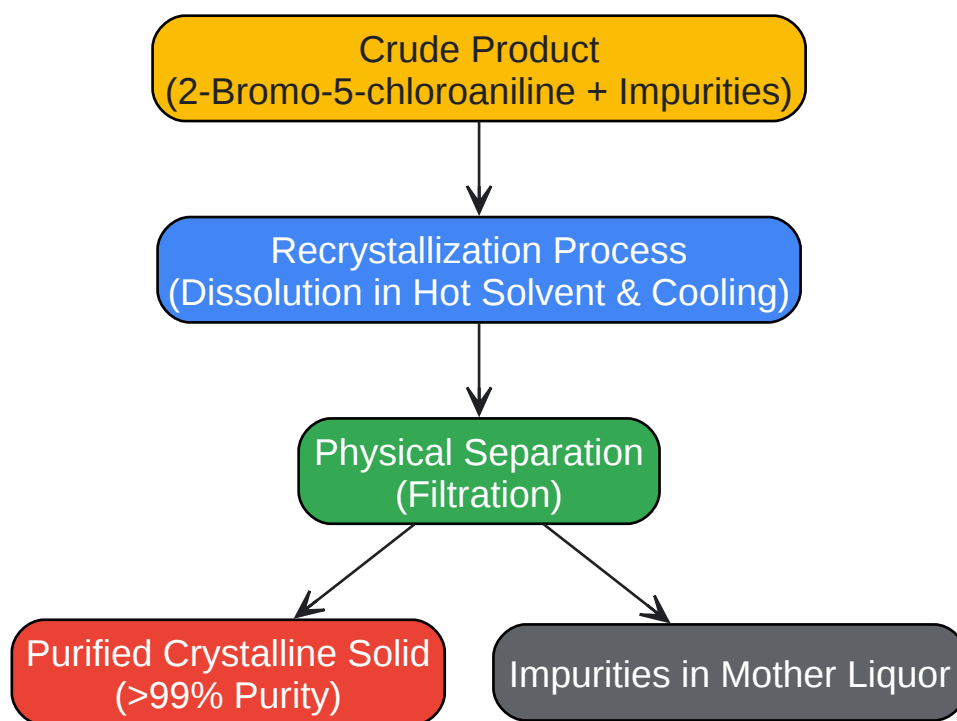 Crude Product
(2-Bromo-5-chloroaniline + Impurities)
Recrystallization Process
(Dissolution in Hot Solvent & Cooling)
Physical Separation
(Filtration)
Purified Crystalline Solid
(>99% Purity)
Impurities in Mother Liquor